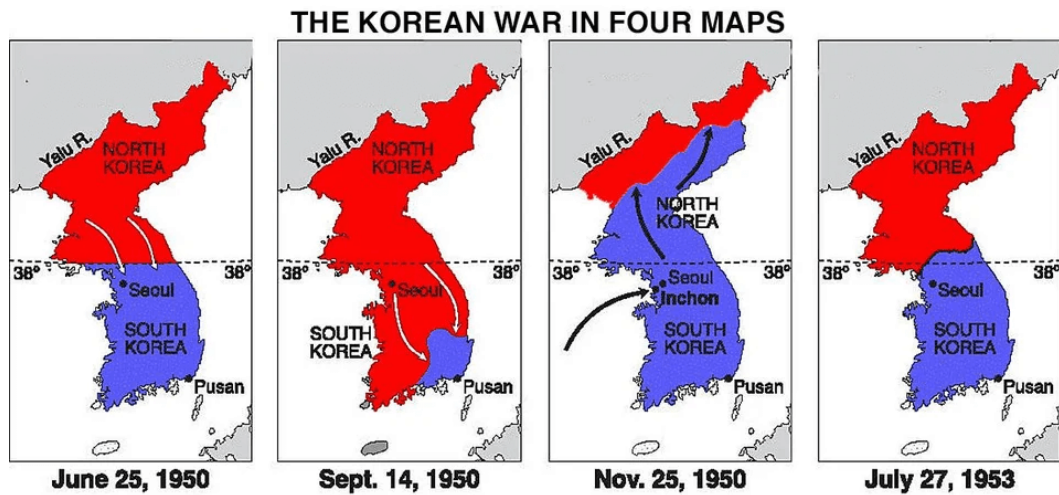 THE KOREAN WAR IN FOUR MAPS
Yalu R.
NORTH
KOREA
38°
38°
Seoul
SOUTH
KOREA
Pusan
June 25, 1950
Yalu R.
NORTH
KOREA
38°
38°
Seoul
SOUTH
KOREA
Pusan
Sept. 14, 1950
Yalu R.
NORTH
KOREA
38°
38°
Seoul
Inchon
SOUTH
KOREA
Pusan
Nov. 25, 1950
Yalu R.
NORTH
KOREA
38°
38°
Seoul
SOUTH
KOREA
Pusan
July 27, 1953